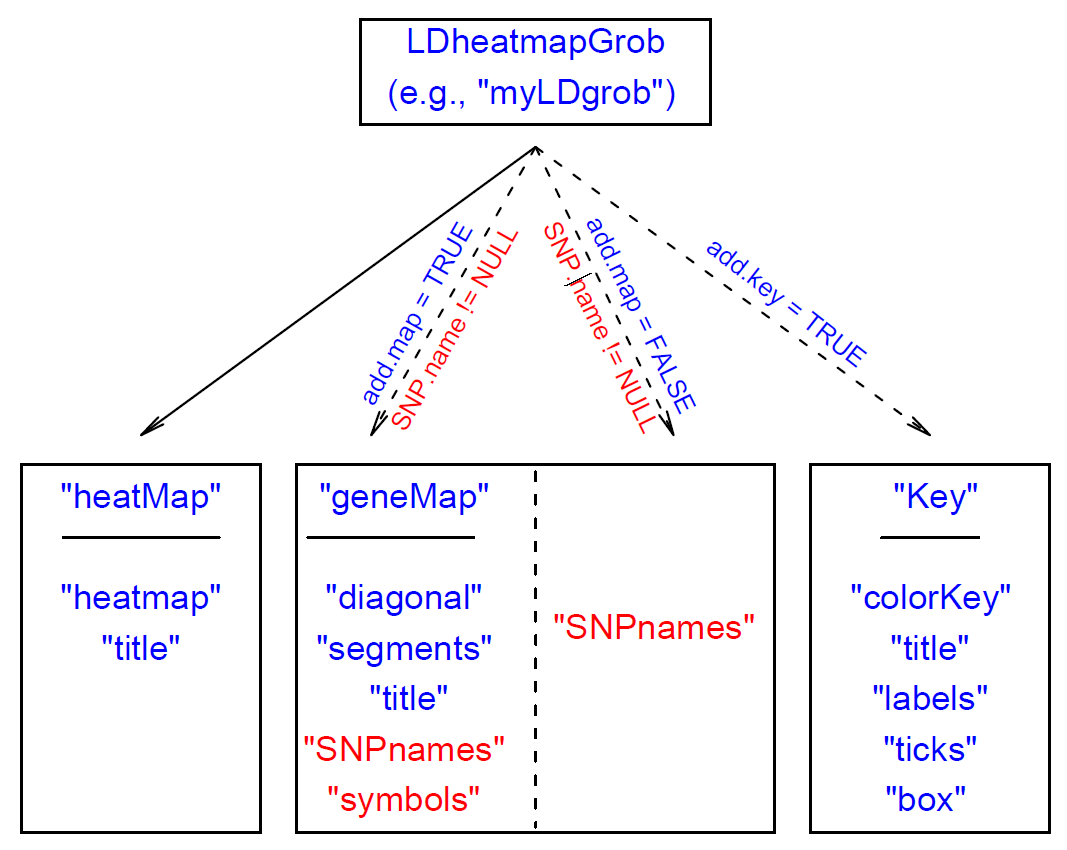 LDheatmapGrob
(e.g., "myLDgrob")
add.map = TRUE
SNP.name != NULL
SNP.name != NULL
add.map = FALSE
add.key = TRUE
"heatMap"
"heatmap"
"title"
"geneMap"
"diagonal"
"segments"
"title"
"SNPnames"
"symbols"
"SNPnames"
"Key"
"colorKey"
"title"
"labels"
"ticks"
"box"